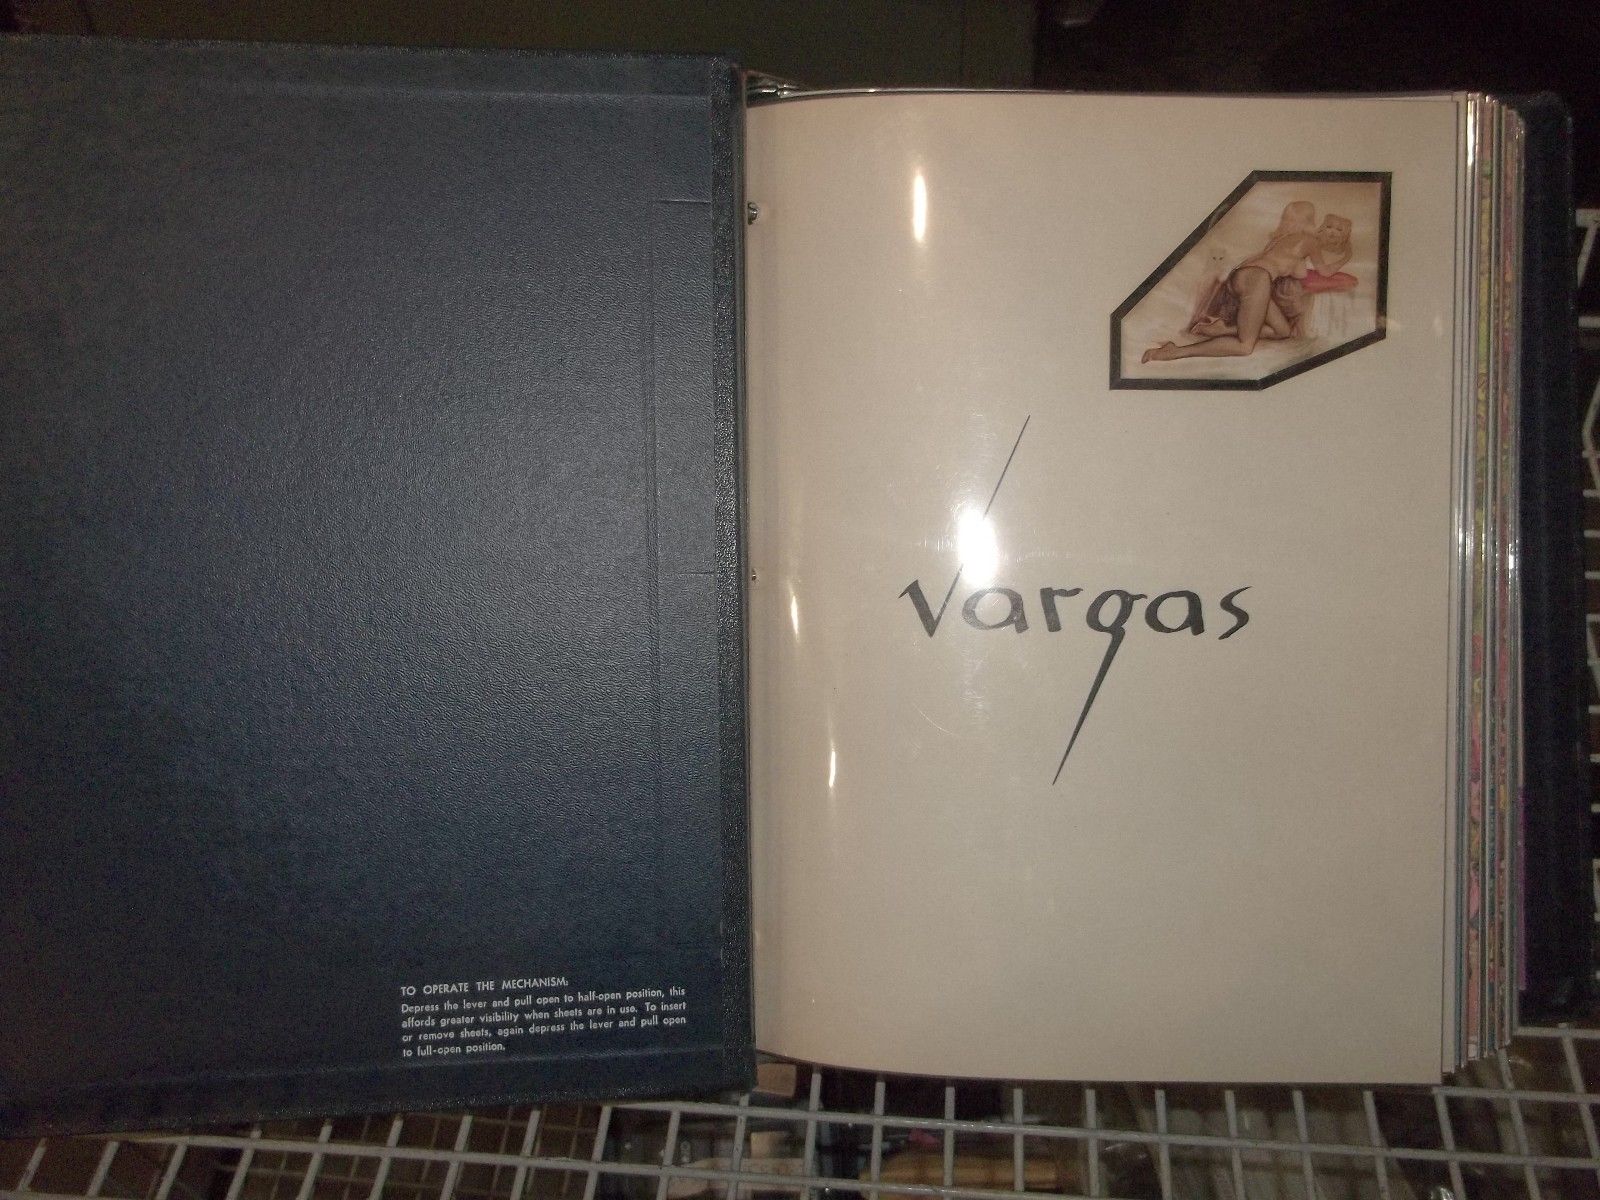 TO OPERATE THE MECHANISM:
Depress the lever and pull open to half-open position, this
affords greater visibility when sheets are in use. To insert
or remove sheets, again depress the lever and pull open
to full-open position.
Vargas